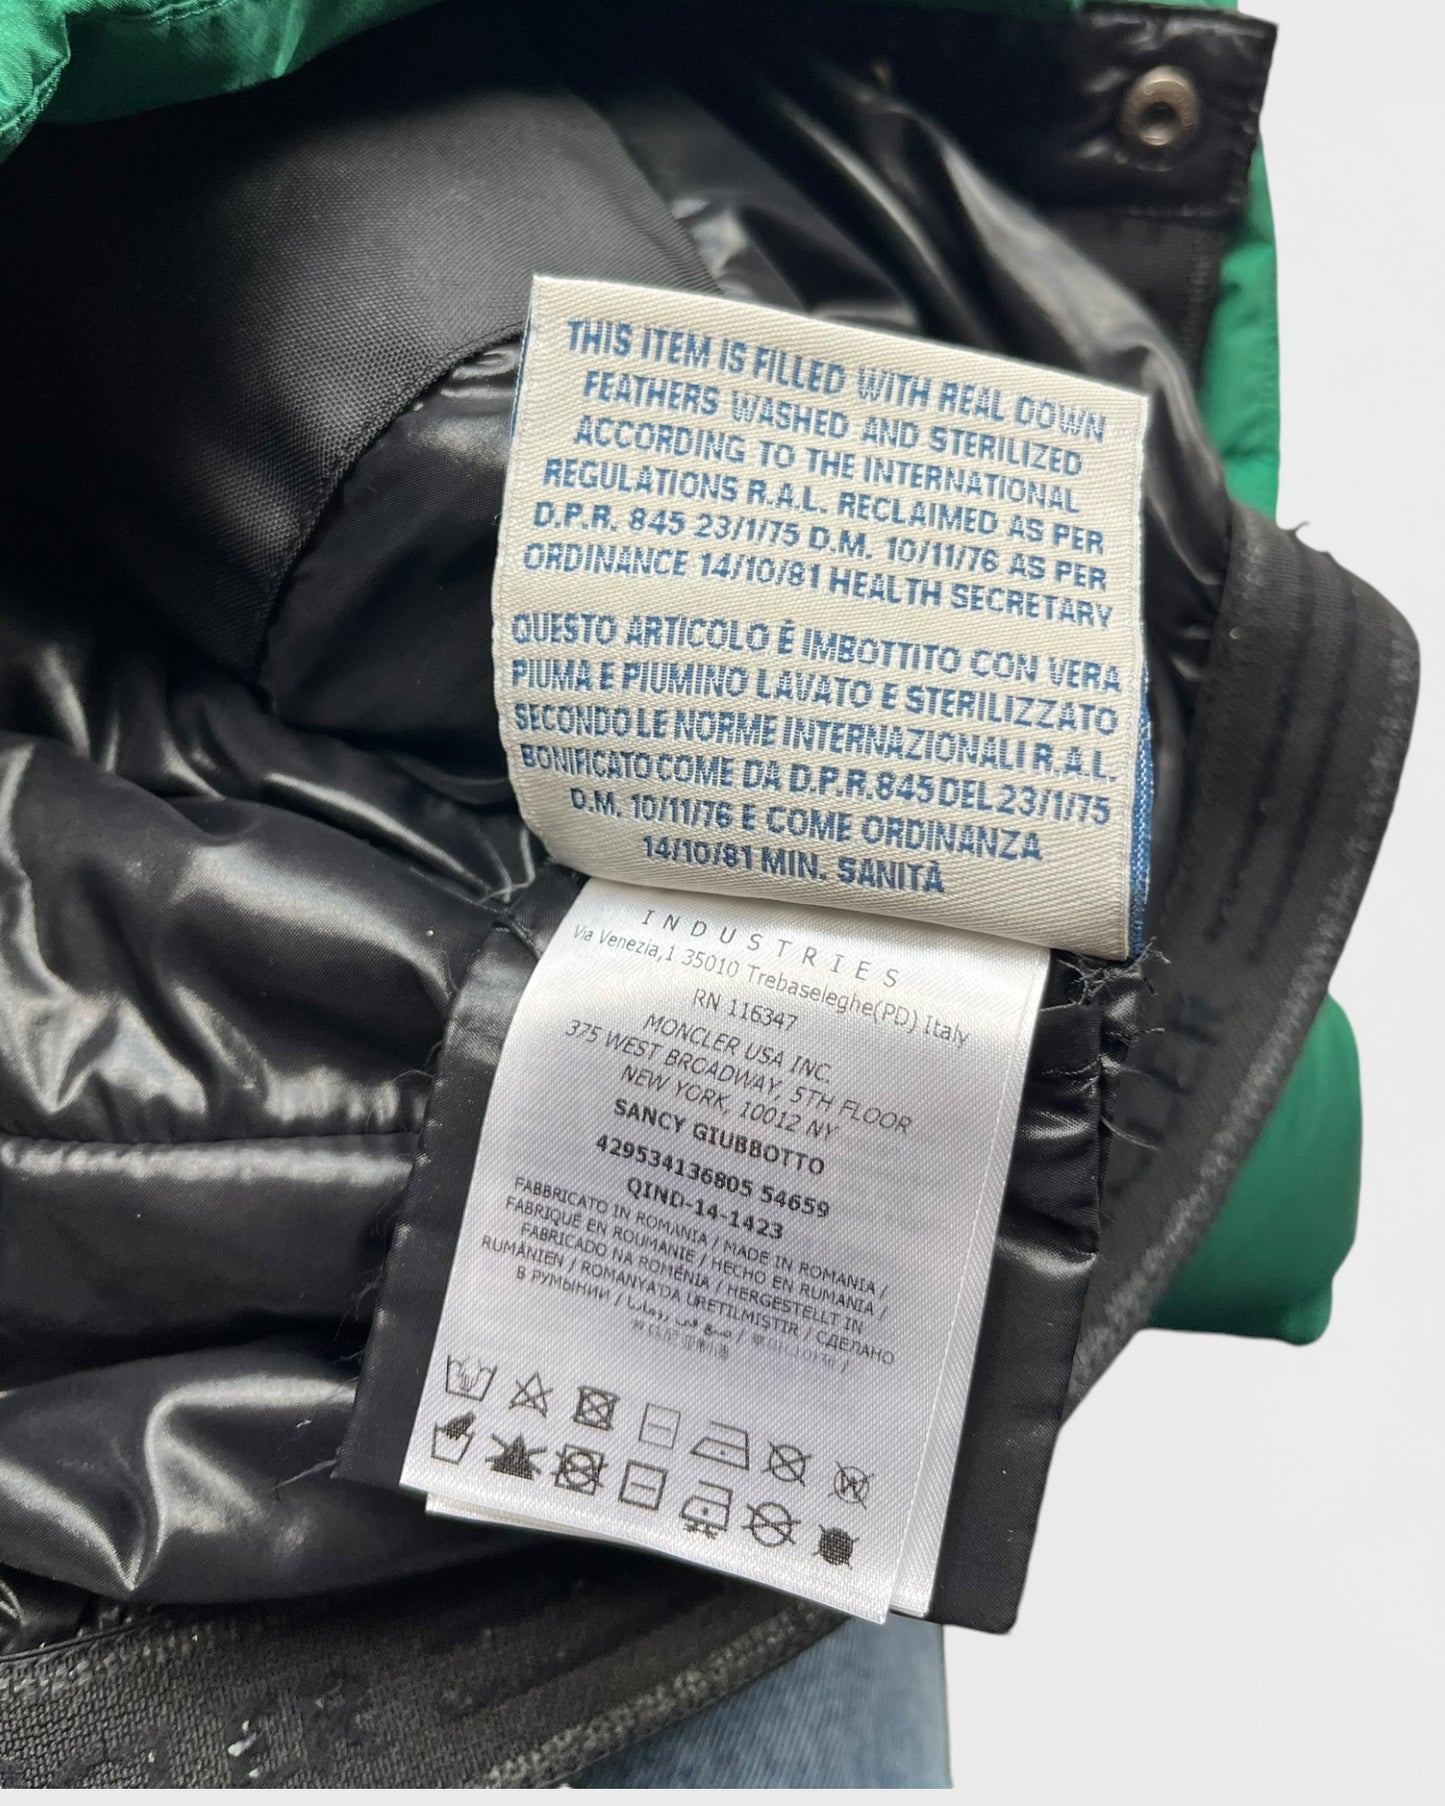 THIS ITEM IS FILLED WITH REAL DOWN
FEATHERS WASHED AND STERILIZED
ACCORDING TO THE INTERNATIONAL
REGULATIONS R.A.L. RECLAIMED AS PER
D.P.R. 845 23/1/75 D.M. 10/11/76 AS PER
ORDINANCE 14/10/81 HEALTH SECRETARY
QUESTO ARTICOLO È IMBOTTITO CON VERA
PIUMA E PIUMINO LAVATO E STERILIZZATO
SECONDO LE NORME INTERNAZIONALI R.A.L.
BONIFICATO COME DA D.P.R.845 DEL 23/1/75
D.M. 10/11/76 E COME ORDINANZA
14/10/81 MIN. SANITÀ
INDUSTRIES
Via Venezia,1 35010 Trebaseleghe(PD) Italy
RN 116347
MONCLER USA INC.
375 WEST BROADWAY, 5TH FLOOR
NEW YORK, 10012 NY
SANCY GIUBBOTTO
429534136805 54659
QIND-14-1423
FABBRICATO IN ROMANIA / MADE IN ROMANIA /
FABRIQUÉ EN ROUMANIE / HECHO EN RUMANIA /
FABRICADO NA ROMÉNIA / HERGESTELLT IN
RUMÄNIEN / ROMANYA'DA ÜRETILMIŞTIR / СДЕЛАНО
В РУМЫНИИ / صنع في رومانيا /